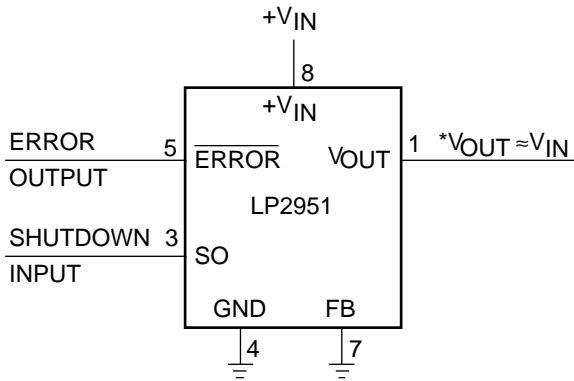 +VIN
8
+VIN
ERROR
5
ERROR
VOUT
1
*VOUT ≈VIN
OUTPUT
LP2951
SHUTDOWN
3
SO
INPUT
GND
FB
4
7